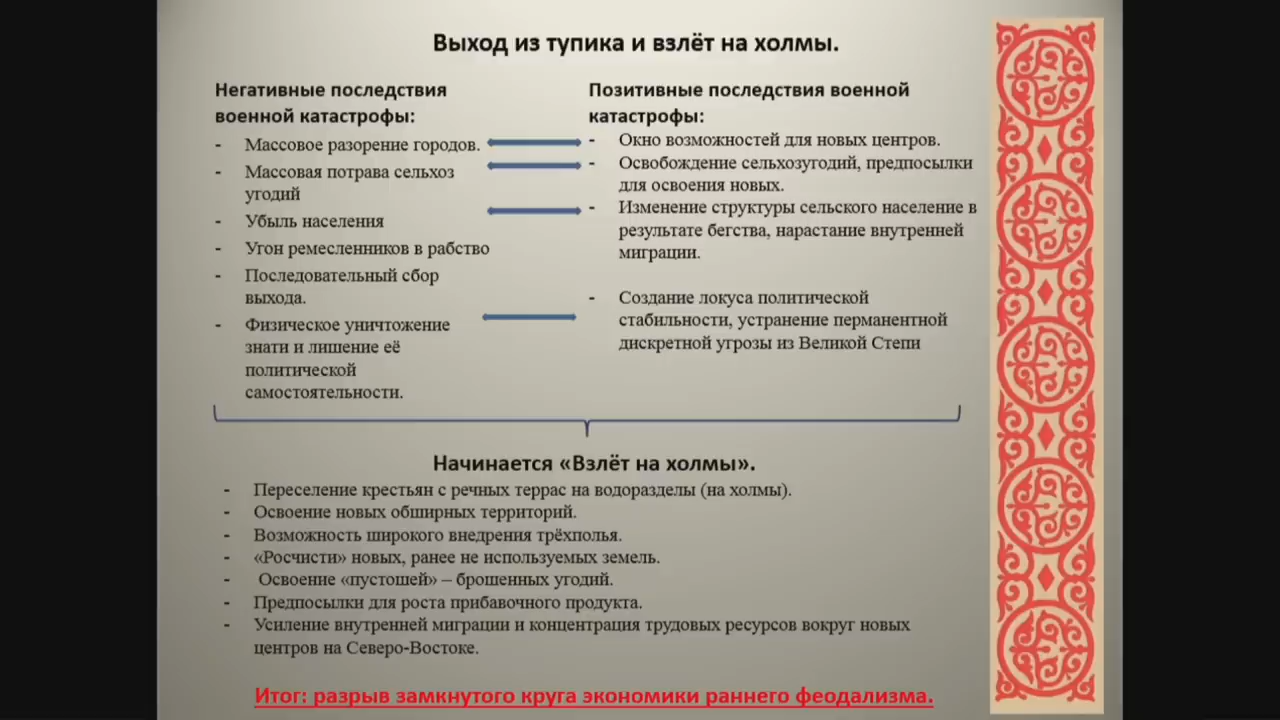 Выход из тупика и взлёт на холмы.
Негативные последствия
военной катастрофы:
- Массовое разорение городов.
- Массовая потрава сельхоз
угодий
- Убыль населения
- Угон ремесленников в рабство
- Последовательный сбор
выхода.
- Физическое уничтожение
знати и лишение её
политической
самостоятельности.
Позитивные последствия военной
катастрофы:
- Окно возможностей для новых центров.
- Освобождение сельхозугодий, предпосылки
для освоения новых.
- Изменение структуры сельского население в
результате бегства, нарастание внутренней
миграции.
- Создание локуса политической
стабильности, устранение перманентной
дискретной угрозы из Великой Степи
Начинается «Взлёт на холмы».
- Переселение крестьян с речных террас на водоразделы (на холмы).
- Освоение новых обширных территорий.
- Возможность широкого внедрения трёхполья.
- «Росчисти» новых, ранее не используемых земель.
- Освоение «пустошей» – брошенных угодий.
- Предпосылки для роста прибавочного продукта.
- Усиление внутренней миграции и концентрация трудовых ресурсов вокруг новых
центров на Северо-Востоке.
Итог: разрыв замкнутого круга экономики раннего феодализма.